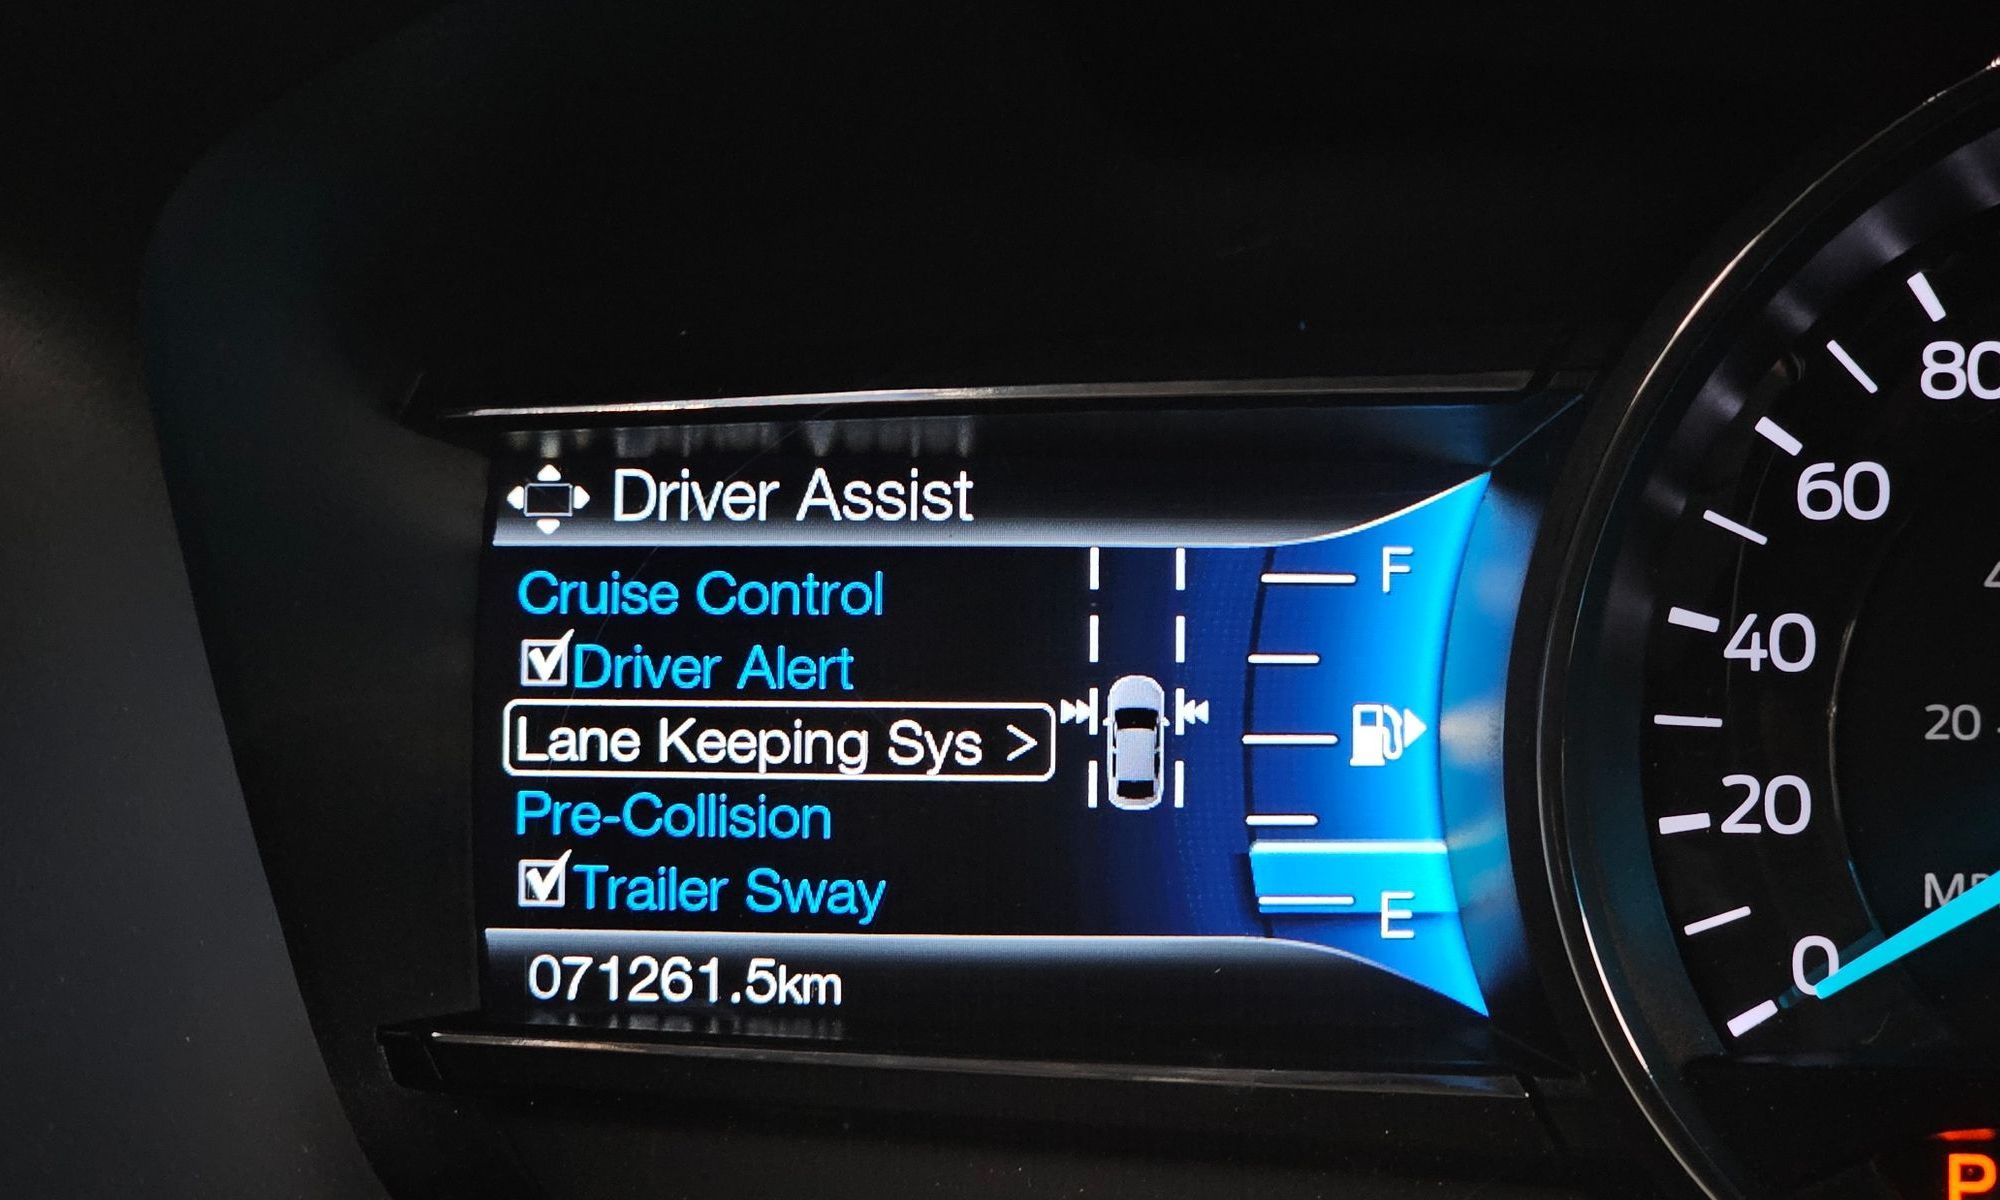 Driver Assist
Cruise Control
Driver Alert
Lane Keeping Sys >
Pre-Collision
Trailer Sway
071261.5km
F
E
80
60
40
20
0
20
P